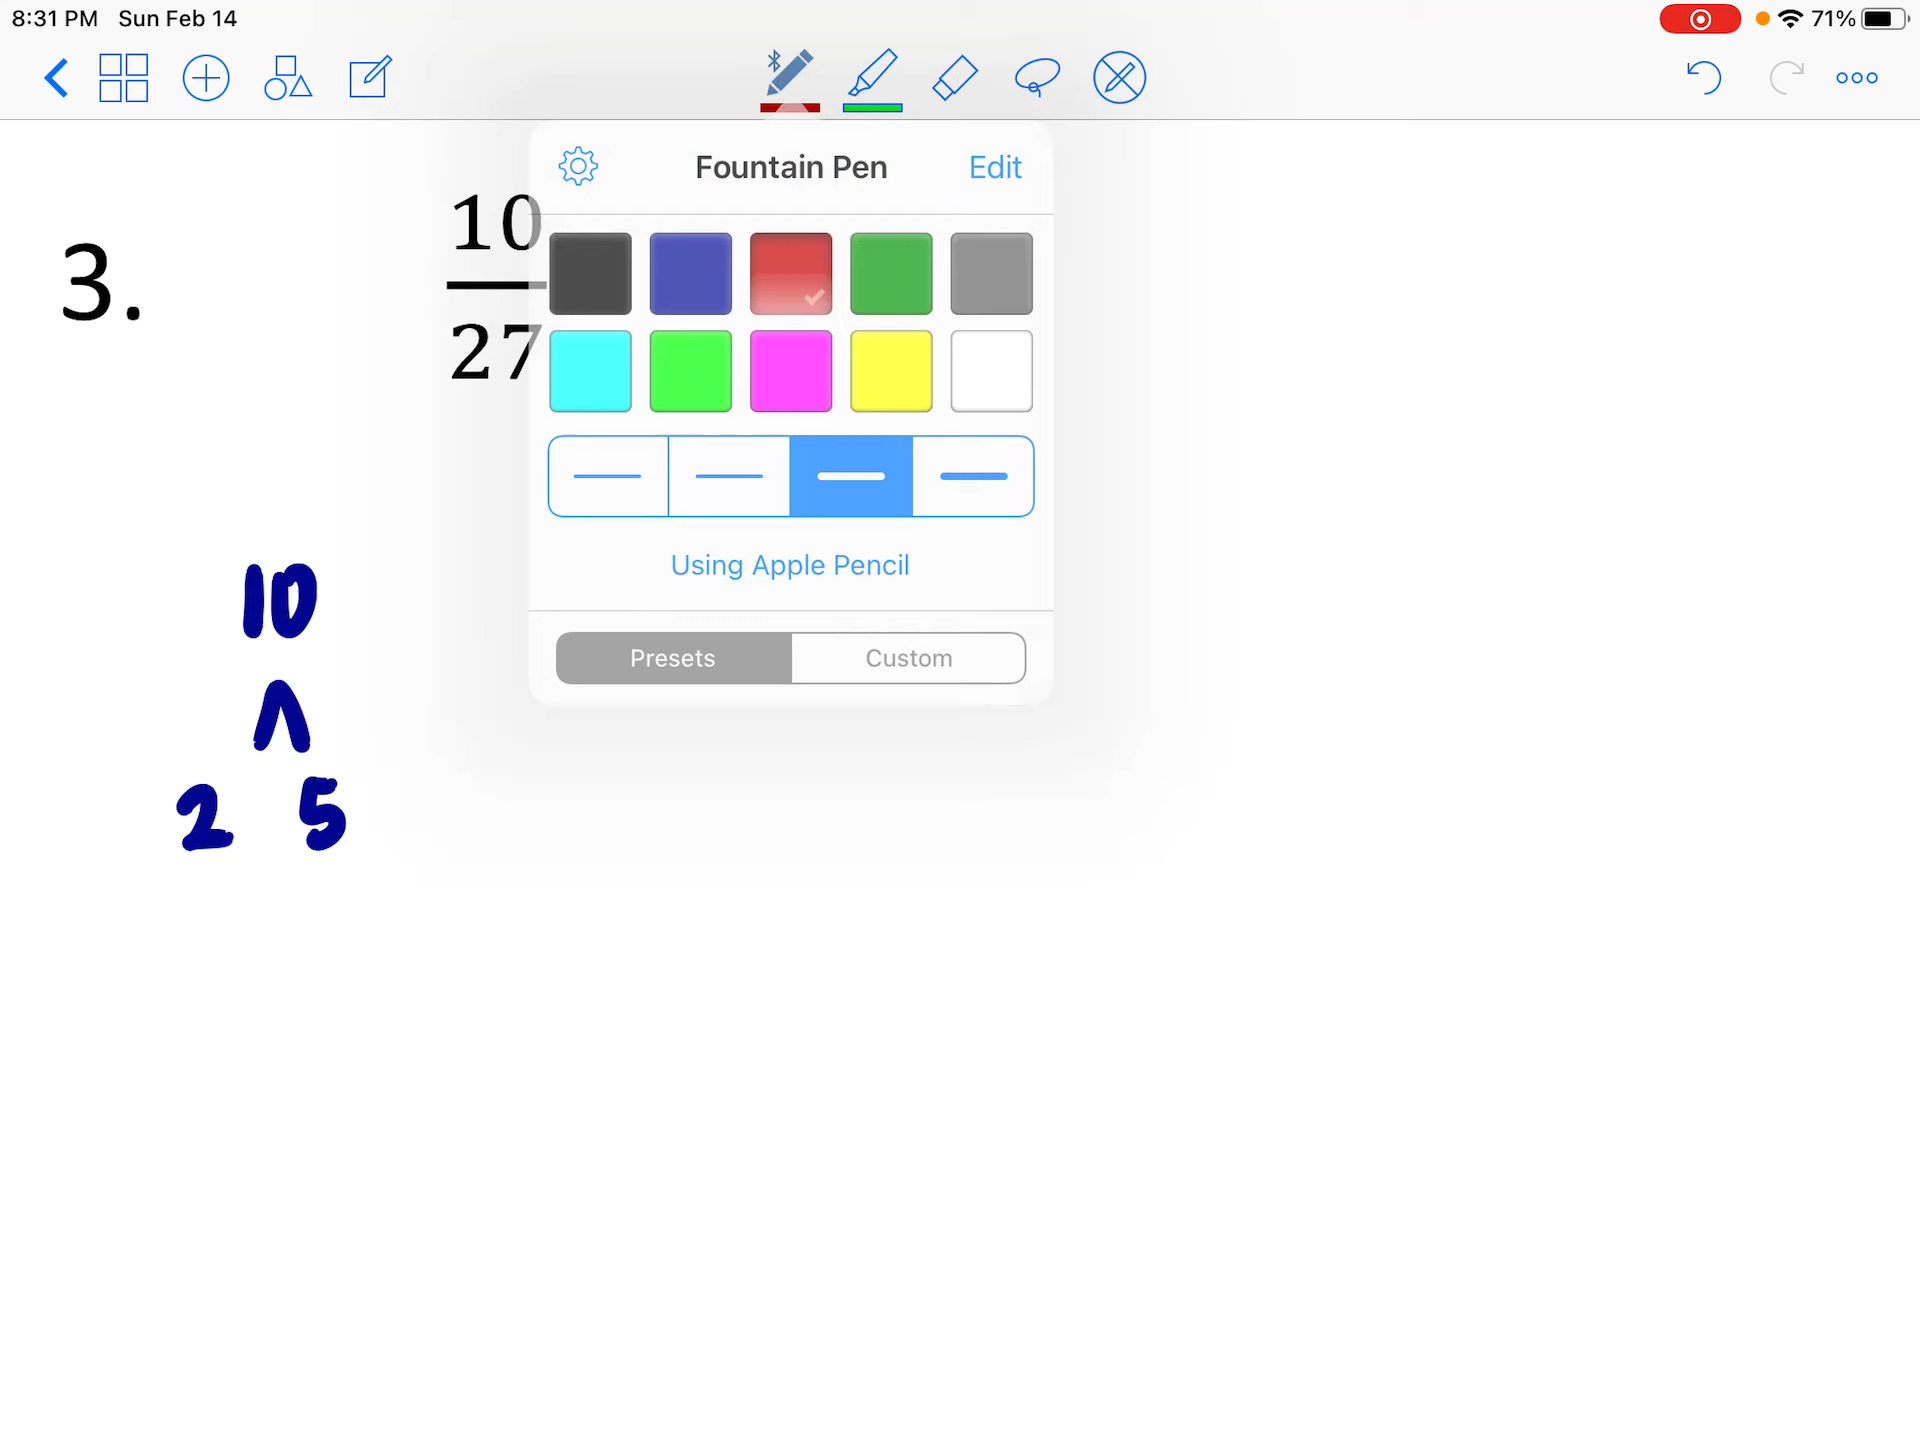 8:31 PM Sun Feb 14
71%
Fountain Pen
Edit
3.
10
27
Using Apple Pencil
Presets
Custom
10
2 5